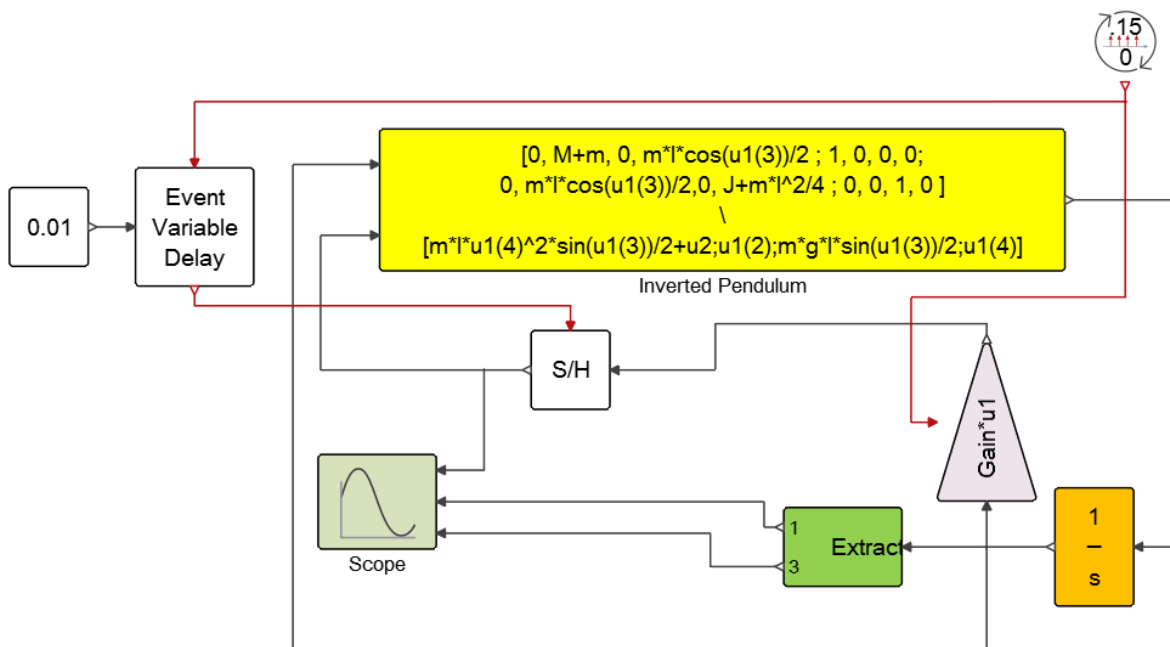 .15
0
0.01
Event
Variable
Delay
[0, M+m, 0, m*l*cos(u1(3))/2 ; 1, 0, 0, 0;
0, m*l*cos(u1(3))/2,0, J+m*l^2/4 ; 0, 0, 1, 0 ]
\
[m*l*u1(4)^2*sin(u1(3))/2+u2;u1(2);m*g*l*sin(u1(3))/2;u1(4)]
Inverted Pendulum
S/H
Gain*u1
Scope
1
Extract
3
1
–
s